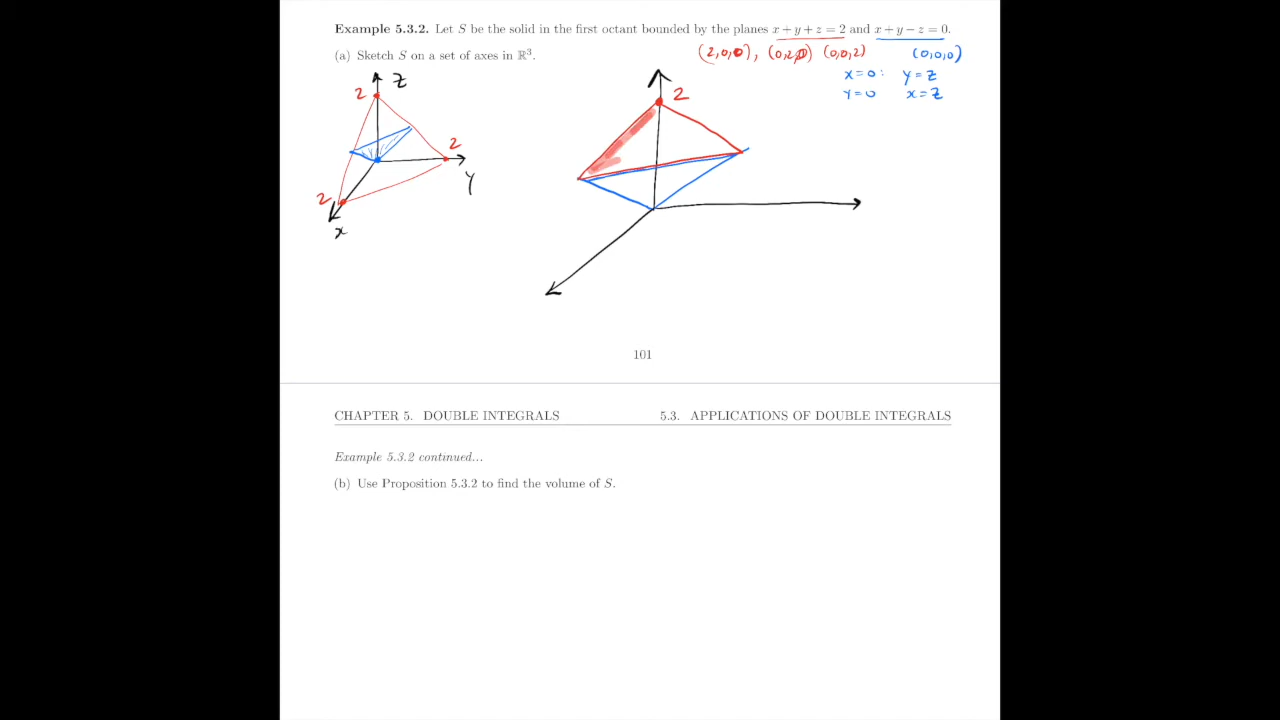 Example 5.3.2. Let S be the solid in the first octant bounded by the planes x + y + z = 2 and x + y − z = 0.
(2,0,0), (0,2,0) (0,0,2) (0,0,0)
(a) Sketch S on a set of axes in ℝ³.
x=0: y=z
y=0 x=z
z
2
2
y
2
x
2
101
CHAPTER 5. DOUBLE INTEGRALS 5.3. APPLICATIONS OF DOUBLE INTEGRALS
Example 5.3.2 continued...
(b) Use Proposition 5.3.2 to find the volume of S.